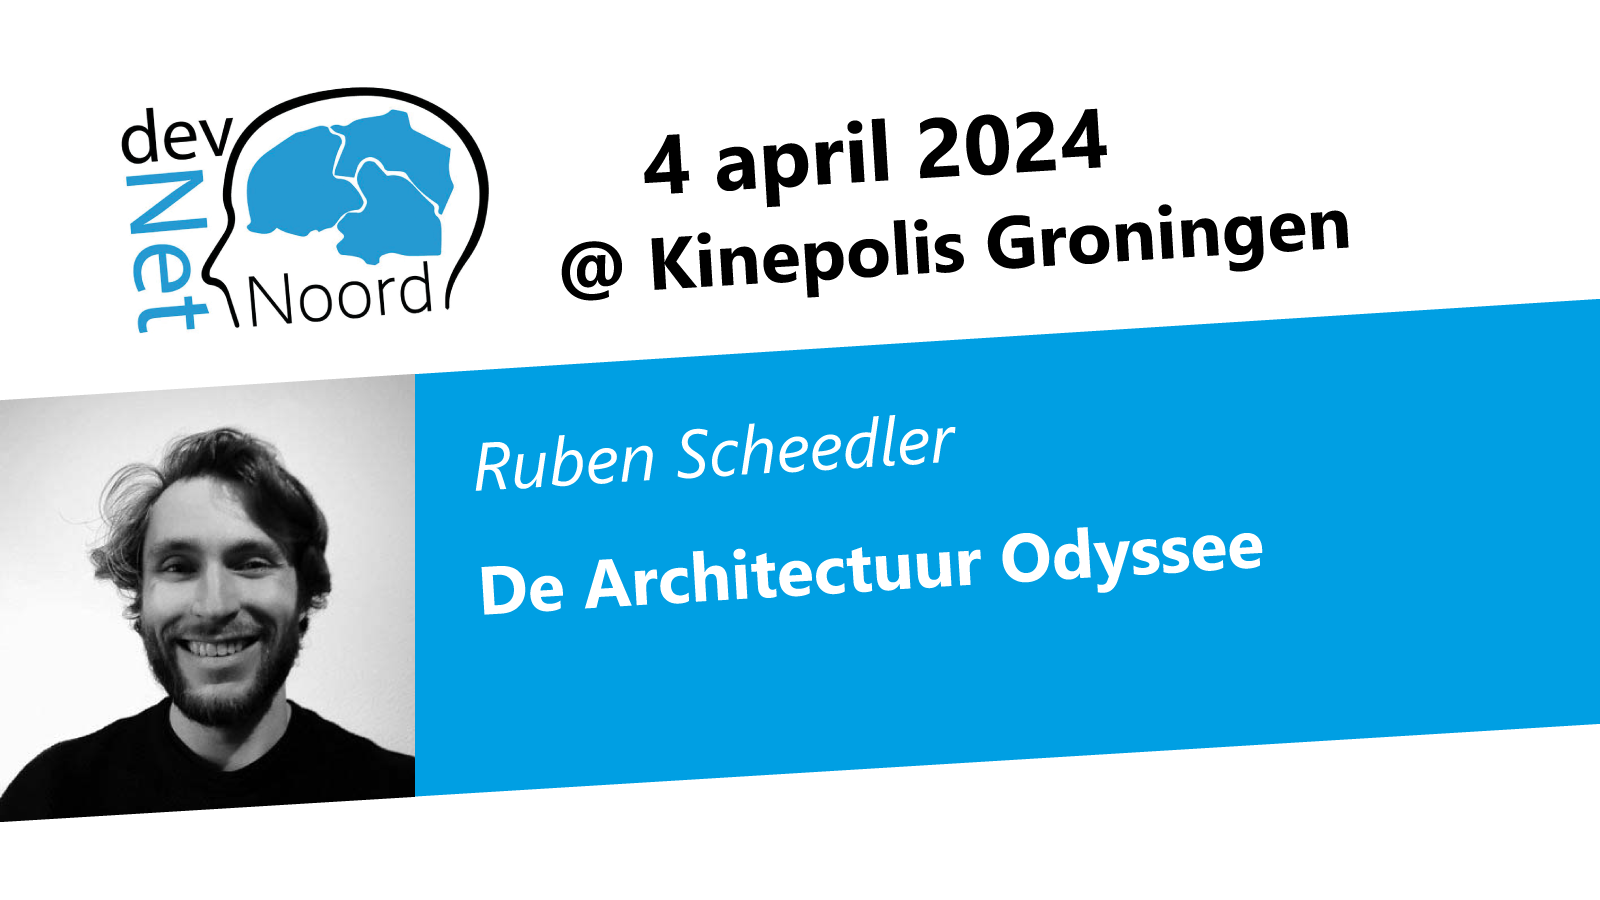 dev
Net
Noord
4 april 2024
@ Kinepolis Groningen
Ruben Scheedler
De Architectuur Odyssee